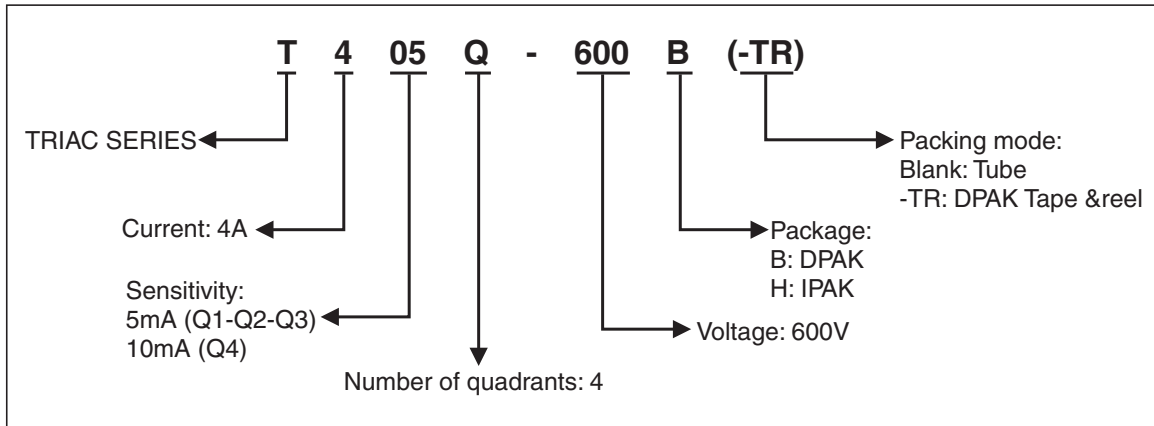 T 4 05 Q - 600 B (-TR)
TRIAC SERIES
Packing mode:
Blank: Tube
-TR: DPAK Tape &reel
Current: 4A
Package:
B: DPAK
H: IPAK
Sensitivity:
5mA (Q1-Q2-Q3)
10mA (Q4)
Voltage: 600V
Number of quadrants: 4